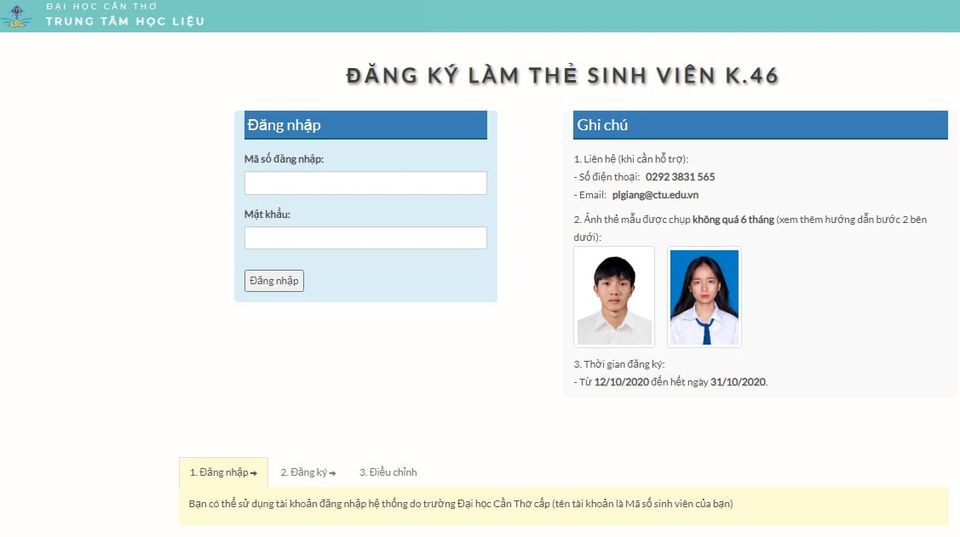 ĐẠI HỌC CẦN THƠ
TRUNG TÂM HỌC LIỆU
ĐĂNG KÝ LÀM THẺ SINH VIÊN K.46
Đăng nhập
Mã số đăng nhập:
Mật khẩu:
Đăng nhập
Ghi chú
1. Liên hệ (khi cần hỗ trợ):
- Số điện thoại: 0292 3831 565
- Email: plgiang@ctu.edu.vn
2. Ảnh thẻ mẫu được chụp không quá 6 tháng (xem thêm hướng dẫn bước 2 bên
dưới):
3. Thời gian đăng ký:
- Từ 12/10/2020 đến hết ngày 31/10/2020.
1. Đăng nhập 2. Đăng ký 3. Điều chỉnh
Bạn có thể sử dụng tài khoản đăng nhập hệ thống do trường Đại học Cần Thơ cấp (tên tài khoản là Mã số sinh viên của bạn)